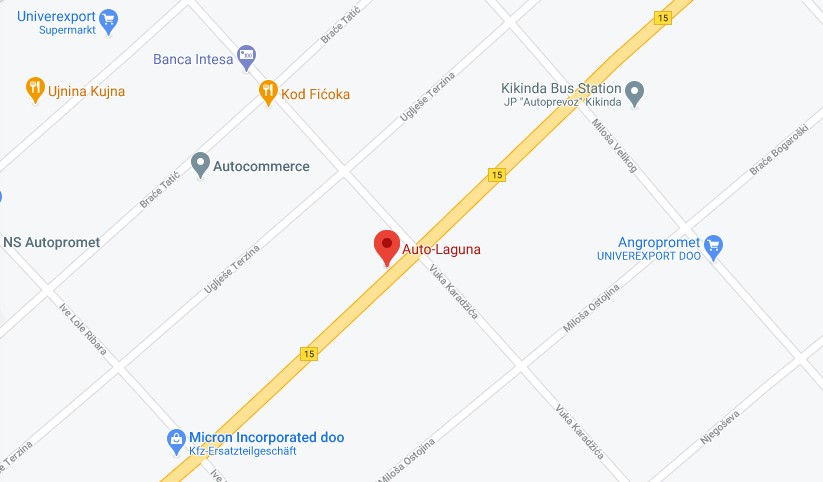 Univerexport
Supermarkt
Braće Tatić
15
Banca Intesa
Ujnina Kujna
Kod Fićoka
Uglješe Terzina
Kikinda Bus Station
JP "Autoprevoz" Kikinda
Miloša Velikog
Braće Bogaroški
Autocommerce
Braće Tatić
15
NS Autopromet
Auto-Laguna
Angropromet
UNIVEREXPORT DOO
Uglješe Terzina
Vuka Karadžića
Miloša Ostojina
Ive Lole Ribara
15
Vuka Karadžića
Njegoševa
Micron Incorporated doo
Kfz-Ersatzteilgeschäft
Miloša Ostojina
še Terzina
Ive